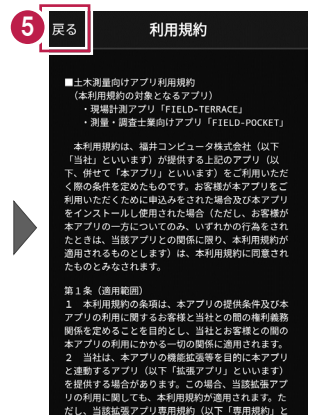 5 戻る 利用規約
■土木測量向けアプリ利用規約
（本利用規約の対象となるアプリ）
・現場計測アプリ「FIELD-TERRACE」
・測量・調査士業向けアプリ「FIELD-POCKET」
本利用規約は、福井コンピュータ株式会社（以下
「当社」といいます）が提供する上記のアプリ（以
下、併せて「本アプリ」といいます）をご利用いただ
く際の条件を定めたものです。お客様が本アプリをご
利用いただくために申込みをされた場合及び本アプリ
をインストールし使用された場合（ただし、お客様が
本アプリの一方についてのみ、いずれかの行為をされ
たときは、当該アプリとの関係に限り、本利用規約が
適用されるものとします）は、本利用規約に同意され
たものとみなされます。
第１条（適用範囲）
１　本利用規約の条項は、本アプリの提供条件及び本
アプリの利用に関するお客様と当社との間の権利義務
関係を定めることを目的とし、当社とお客様との間の
本アプリの利用にかかる一切の関係に適用されます。
２　当社は、本アプリの機能拡張等を目的に本アプリ
と連動するアプリ（以下「拡張アプリ」といいます）
を提供する場合があります。この場合、当該拡張アプ
リの利用に関しても、本利用規約が適用されます。た
だし、当該拡張アプリ専用規約（以下「専用規約」と